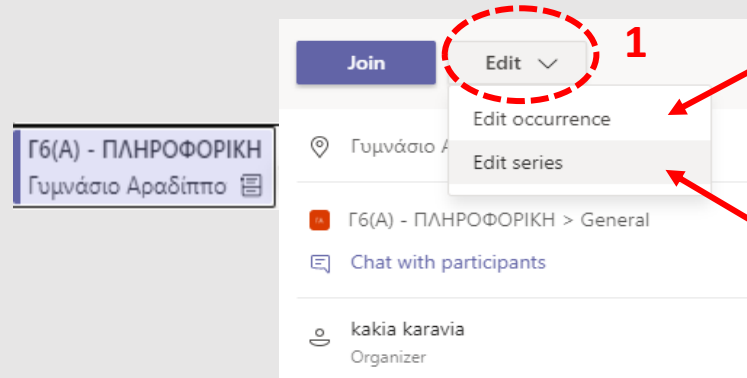 Γ6(Α) - ΠΛΗΡΟΦΟΡΙΚΗ
Γυμνάσιο Αραδίππο
Join
Edit
1
Edit occurrence
Edit series
Γυμνάσιο
Γ6(Α) - ΠΛΗΡΟΦΟΡΙΚΗ > General
Chat with participants
kakia karavia
Organizer